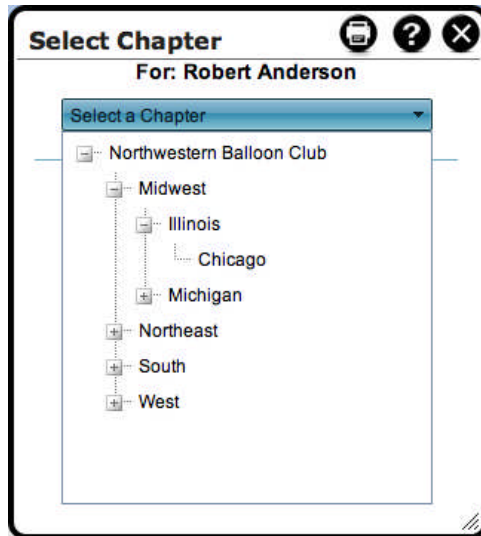 Select Chapter
For: Robert Anderson
Select a Chapter
Northwestern Balloon Club
Midwest
Illinois
Chicago
Michigan
Northeast
South
West